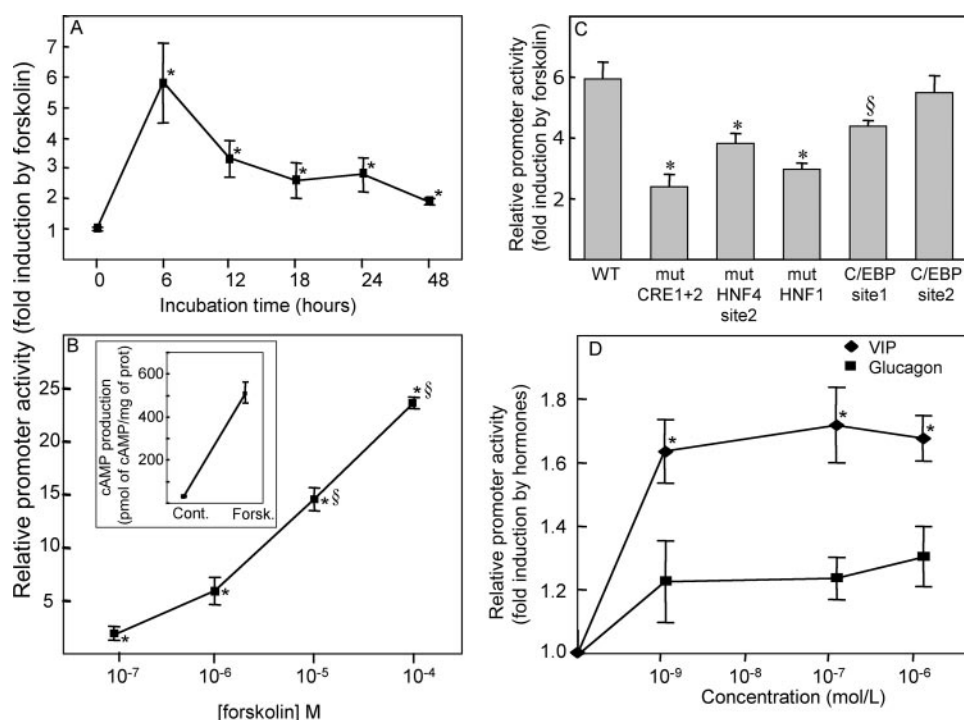 Relative promoter activity (fold induction by forskolin)
A
7
6
5
4
3
2
1
*
*
*
*
*
0
6
12
18
24
48
Incubation time (hours)
B
25
20
15
10
5
*
*
*§
*§
10-7
10-6
10-5
10-4
[forskolin] M
cAMP production
(pmol of cAMP/mg of prot)
600
400
200
Cont.
Forsk.
C
Relative promoter activity
(fold induction by forskolin)
6
4
2
*
*
*
§
WT
mut
CRE1+2
mut
HNF4
site2
mut
HNF1
C/EBP
site1
C/EBP
site2
D
VIP
Glucagon
Relative promoter activity
(fold induction by hormones)
1.8
1.6
1.4
1.2
1.0
*
*
*
10-9
10-8
10-7
10-6
Concentration (mol/L)